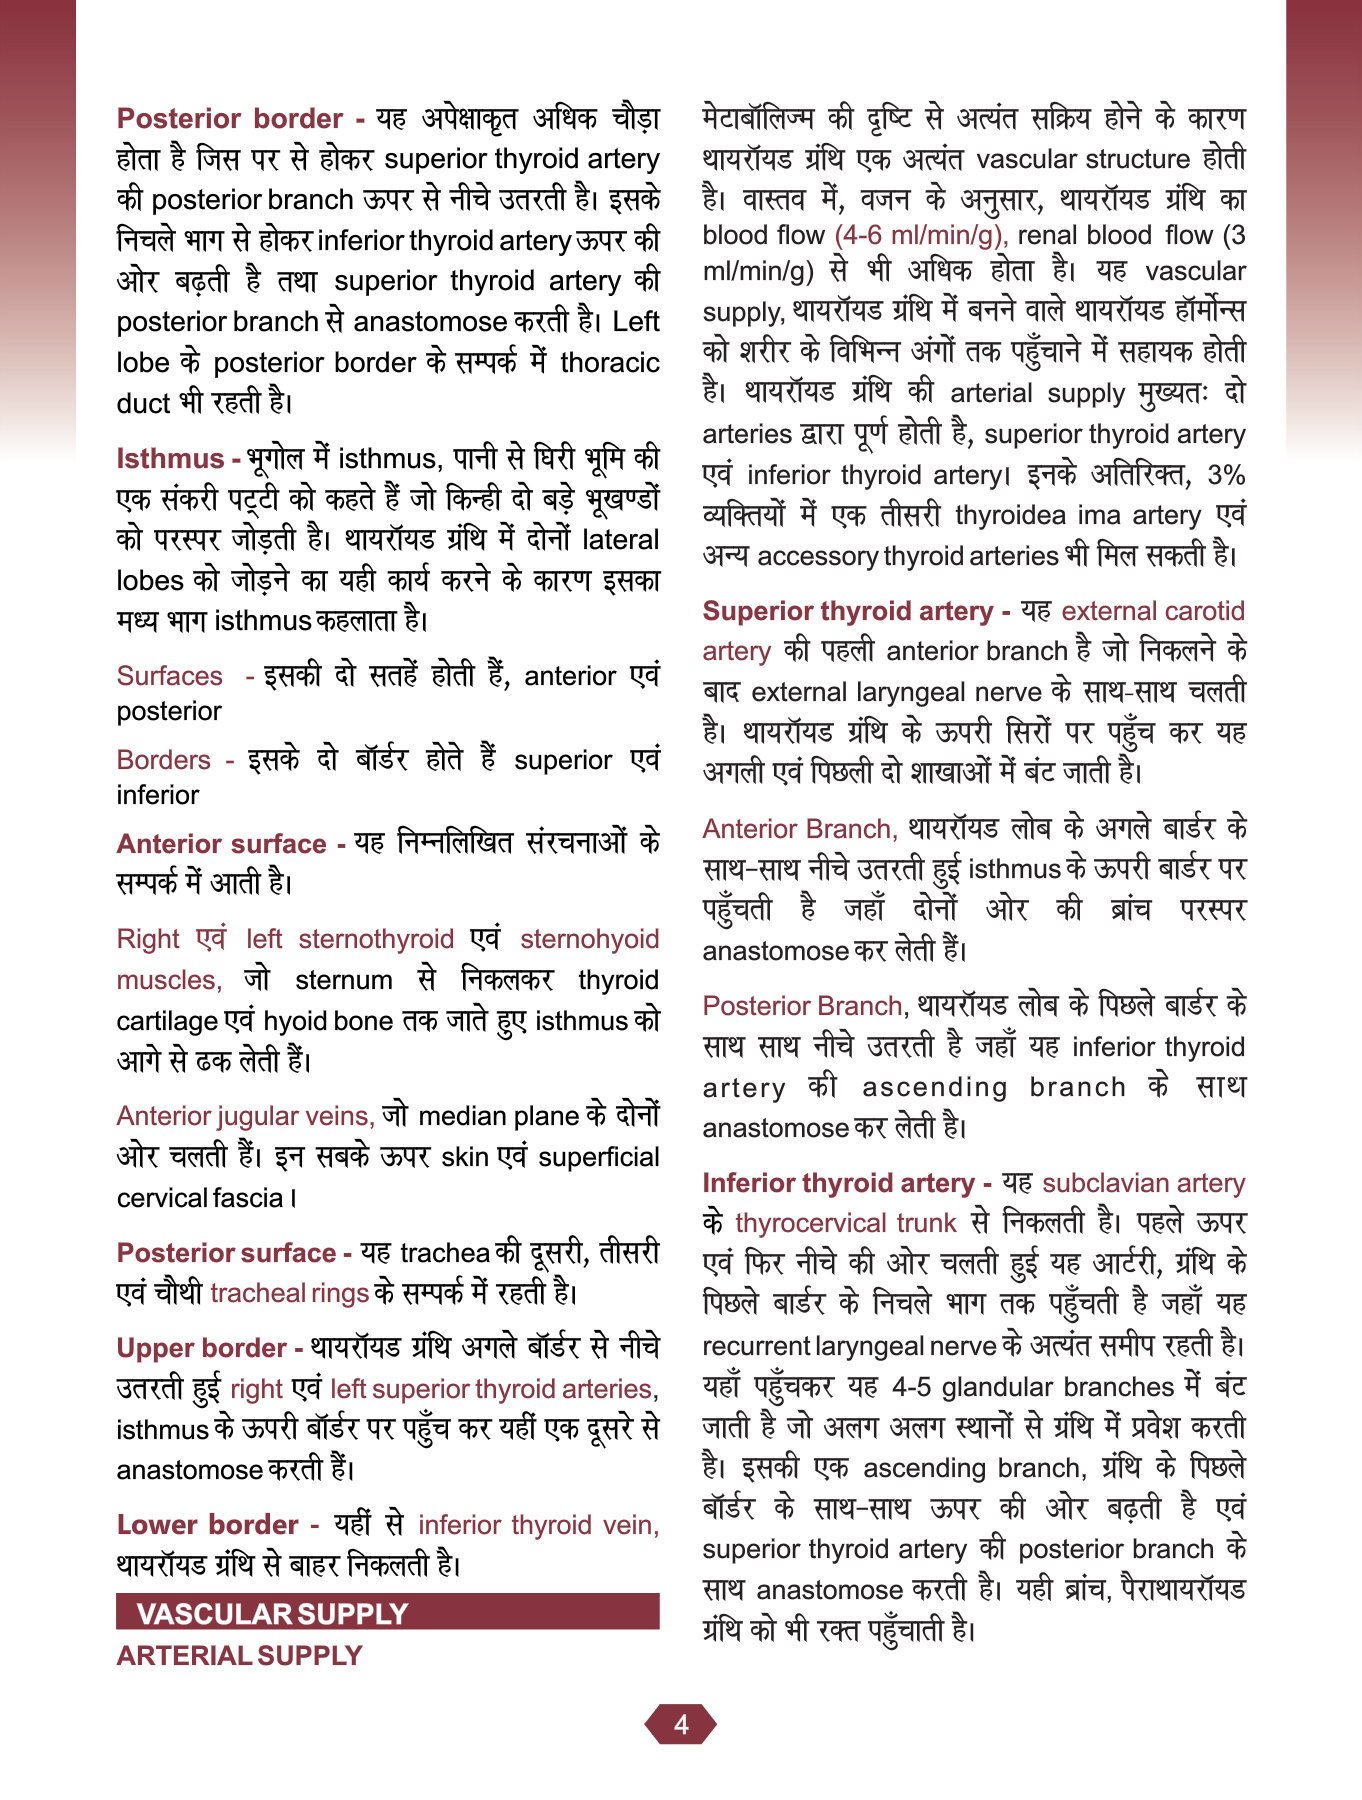 Posterior border - यह अपेक्षाकृत अधिक चौड़ा
होता है जिस पर से होकर superior thyroid artery
की posterior branch ऊपर से नीचे उतरती है। इसके
निचले भाग से होकर inferior thyroid artery ऊपर की
ओर बढ़ती है तथा superior thyroid artery की
posterior branch से anastomose करती है। Left
lobe के posterior border के सम्पर्क में thoracic
duct भी रहती है।
Isthmus - भूगोल में isthmus, पानी से घिरी भूमि की
एक संकरी पट्टी को कहते हैं जो किन्ही दो बड़े भूखण्डों
को परस्पर जोड़ती है। थायरॉयड ग्रंथि में दोनों lateral
lobes को जोड़ने का यही कार्य करने के कारण इसका
मध्य भाग isthmus कहलाता है।
Surfaces - इसकी दो सतहें होती हैं, anterior एवं
posterior
Borders - इसके दो बॉर्डर होते हैं superior एवं
inferior
Anterior surface - यह निम्नलिखित संरचनाओं के
सम्पर्क में आती है।
Right एवं left sternothyroid एवं sternohyoid
muscles, जो sternum से निकलकर thyroid
cartilage एवं hyoid bone तक जाते हुए isthmus को
आगे से ढक लेती हैं।
Anterior jugular veins, जो median plane के दोनों
ओर चलती हैं। इन सबके ऊपर skin एवं superficial
cervical fascia।
Posterior surface - यह trachea की दूसरी, तीसरी
एवं चौथी tracheal rings के सम्पर्क में रहती है।
Upper border - थायरॉयड ग्रंथि अगले बॉर्डर से नीचे
उतरती हुई right एवं left superior thyroid arteries,
isthmus के ऊपरी बॉर्डर पर पहुँच कर यहीं एक दूसरे से
anastomose करती हैं।
Lower border - यहीं से inferior thyroid vein,
थायरॉयड ग्रंथि से बाहर निकलती है।
VASCULAR SUPPLY
ARTERIAL SUPPLY
मेटाबॉलिज्म की दृष्टि से अत्यंत सक्रिय होने के कारण
थायरॉयड ग्रंथि एक अत्यंत vascular structure होती
है। वास्तव में, वजन के अनुसार, थायरॉयड ग्रंथि का
blood flow (4-6 ml/min/g), renal blood flow (3
ml/min/g) से भी अधिक होता है। यह vascular
supply, थायरॉयड ग्रंथि में बनने वाले थायरॉयड हॉर्मोन्स
को शरीर के विभिन्न अंगों तक पहुँचाने में सहायक होती
है। थायरॉयड ग्रंथि की arterial supply मुख्यतः दो
arteries द्वारा पूर्ण होती है, superior thyroid artery
एवं inferior thyroid artery। इनके अतिरिक्त, 3%
व्यक्तियों में एक तीसरी thyroidea ima artery एवं
अन्य accessory thyroid arteries भी मिल सकती है।
Superior thyroid artery - यह external carotid
artery की पहली anterior branch है जो निकलने के
बाद external laryngeal nerve के साथ-साथ चलती
है। थायरॉयड ग्रंथि के ऊपरी सिरों पर पहुँच कर यह
अगली एवं पिछली दो शाखाओं में बंट जाती है।
Anterior Branch, थायरॉयड लोब के अगले बार्डर के
साथ-साथ नीचे उतरती हुई isthmus के ऊपरी बार्डर पर
पहुँचती है जहाँ दोनों ओर की ब्रांच परस्पर
anastomose कर लेती हैं।
Posterior Branch, थायरॉयड लोब के पिछले बार्डर के
साथ साथ नीचे उतरती है जहाँ यह inferior thyroid
artery की ascending branch के साथ
anastomose कर लेती है।
Inferior thyroid artery - यह subclavian artery
के thyrocervical trunk से निकलती है। पहले ऊपर
एवं फिर नीचे की ओर चलती हुई यह आर्टरी, ग्रंथि के
पिछले बार्डर के निचले भाग तक पहुँचती है जहाँ यह
recurrent laryngeal nerve के अत्यंत समीप रहती है।
यहाँ पहुँचकर यह 4-5 glandular branches में बंट
जाती है जो अलग अलग स्थानों से ग्रंथि में प्रवेश करती
है। इसकी एक ascending branch, ग्रंथि के पिछले
बॉर्डर के साथ-साथ ऊपर की ओर बढ़ती है एवं
superior thyroid artery की posterior branch के
साथ anastomose करती है। यही ब्रांच, पैराथायरॉयड
ग्रंथि को भी रक्त पहुँचाती है।
4